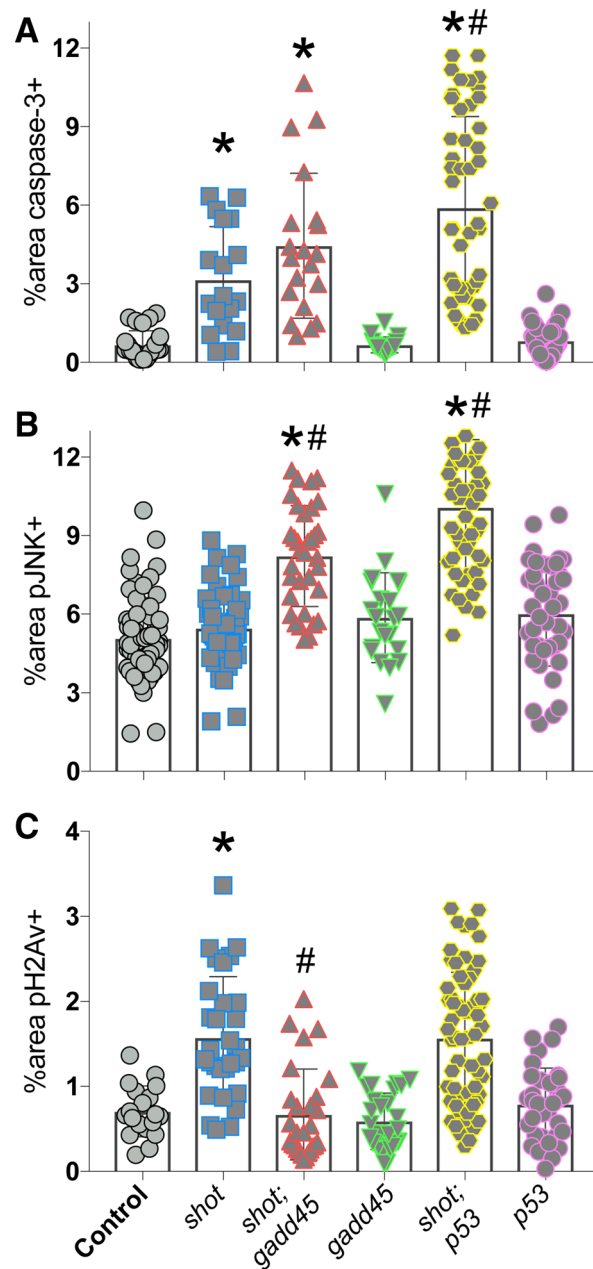 A
%area caspase-3+
12
9
6
3
0
*
*
*#
B
%area pJNK+
12
9
6
3
0
*#
*#
C
%area pH2Av+
4
3
2
1
0
*
#
Control
shot
shot;
gadd45
gadd45
shot;
p53
p53